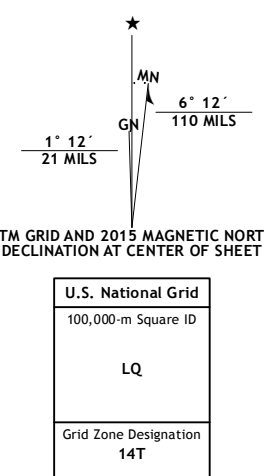 ★
MN
GN
6° 12´
110 MILS
1° 12´
21 MILS
TM GRID AND 2015 MAGNETIC NORT
DECLINATION AT CENTER OF SHEET
U.S. National Grid
100,000-m Square ID
LQ
Grid Zone Designation
14T